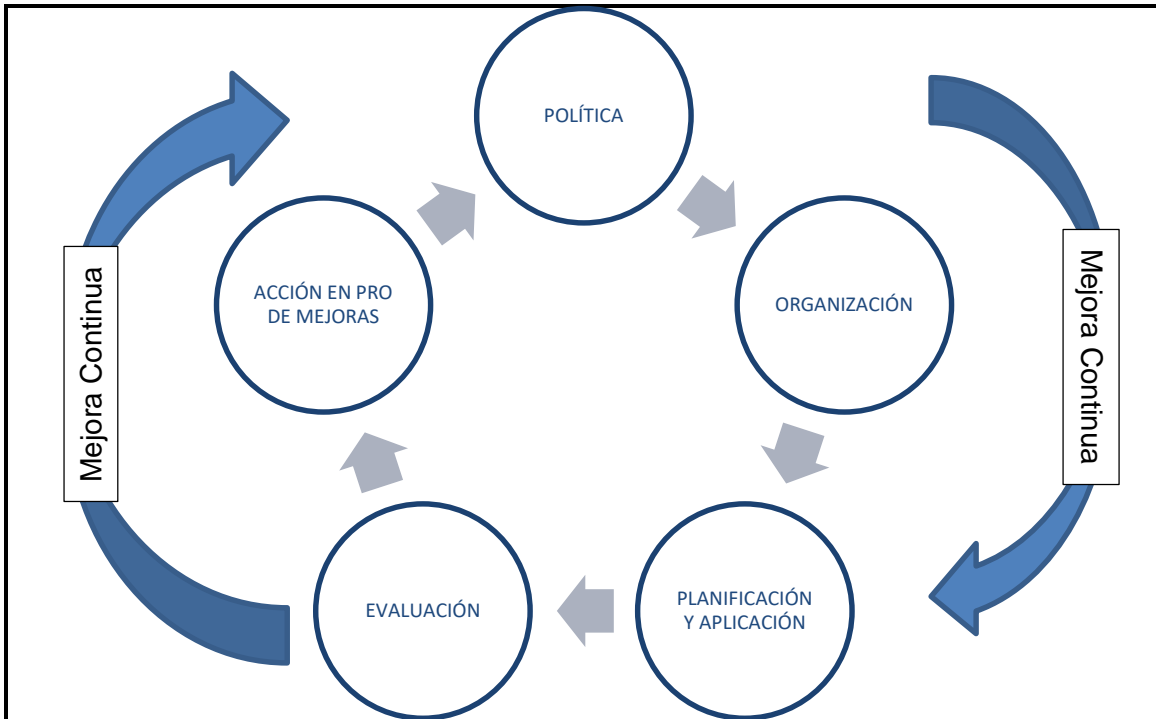 POLÍTICA
ORGANIZACIÓN
PLANIFICACIÓN
Y APLICACIÓN
EVALUACIÓN
ACCIÓN EN PRO
DE MEJORAS
Mejora Continua
Mejora Continua